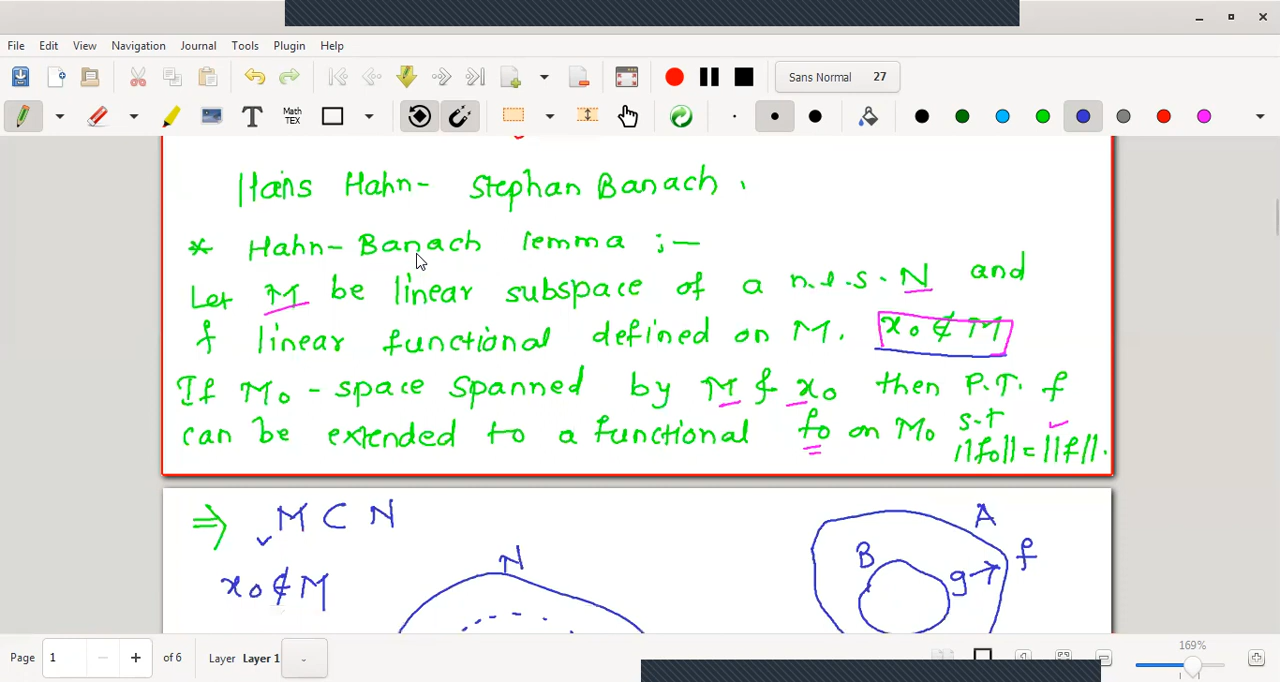 File Edit View Navigation Journal Tools Plugin Help
Sans Normal 27
T Math TEX
Hans Hahn- Stephan Banach .
* Hahn-Banach lemma ;—
Let M be linear subspace of a n.l.s. N and
f linear functional defined on M. x₀ ∉ M
If M₀ - space spanned by M & x₀ then P.T. f
can be extended to a functional f₀ on M₀ s.t ||f₀|| = ||f||.
⇒ M ⊂ N
x₀ ∉ M
N
A
B
g → f
Page 1 of 6 Layer Layer 1 169%